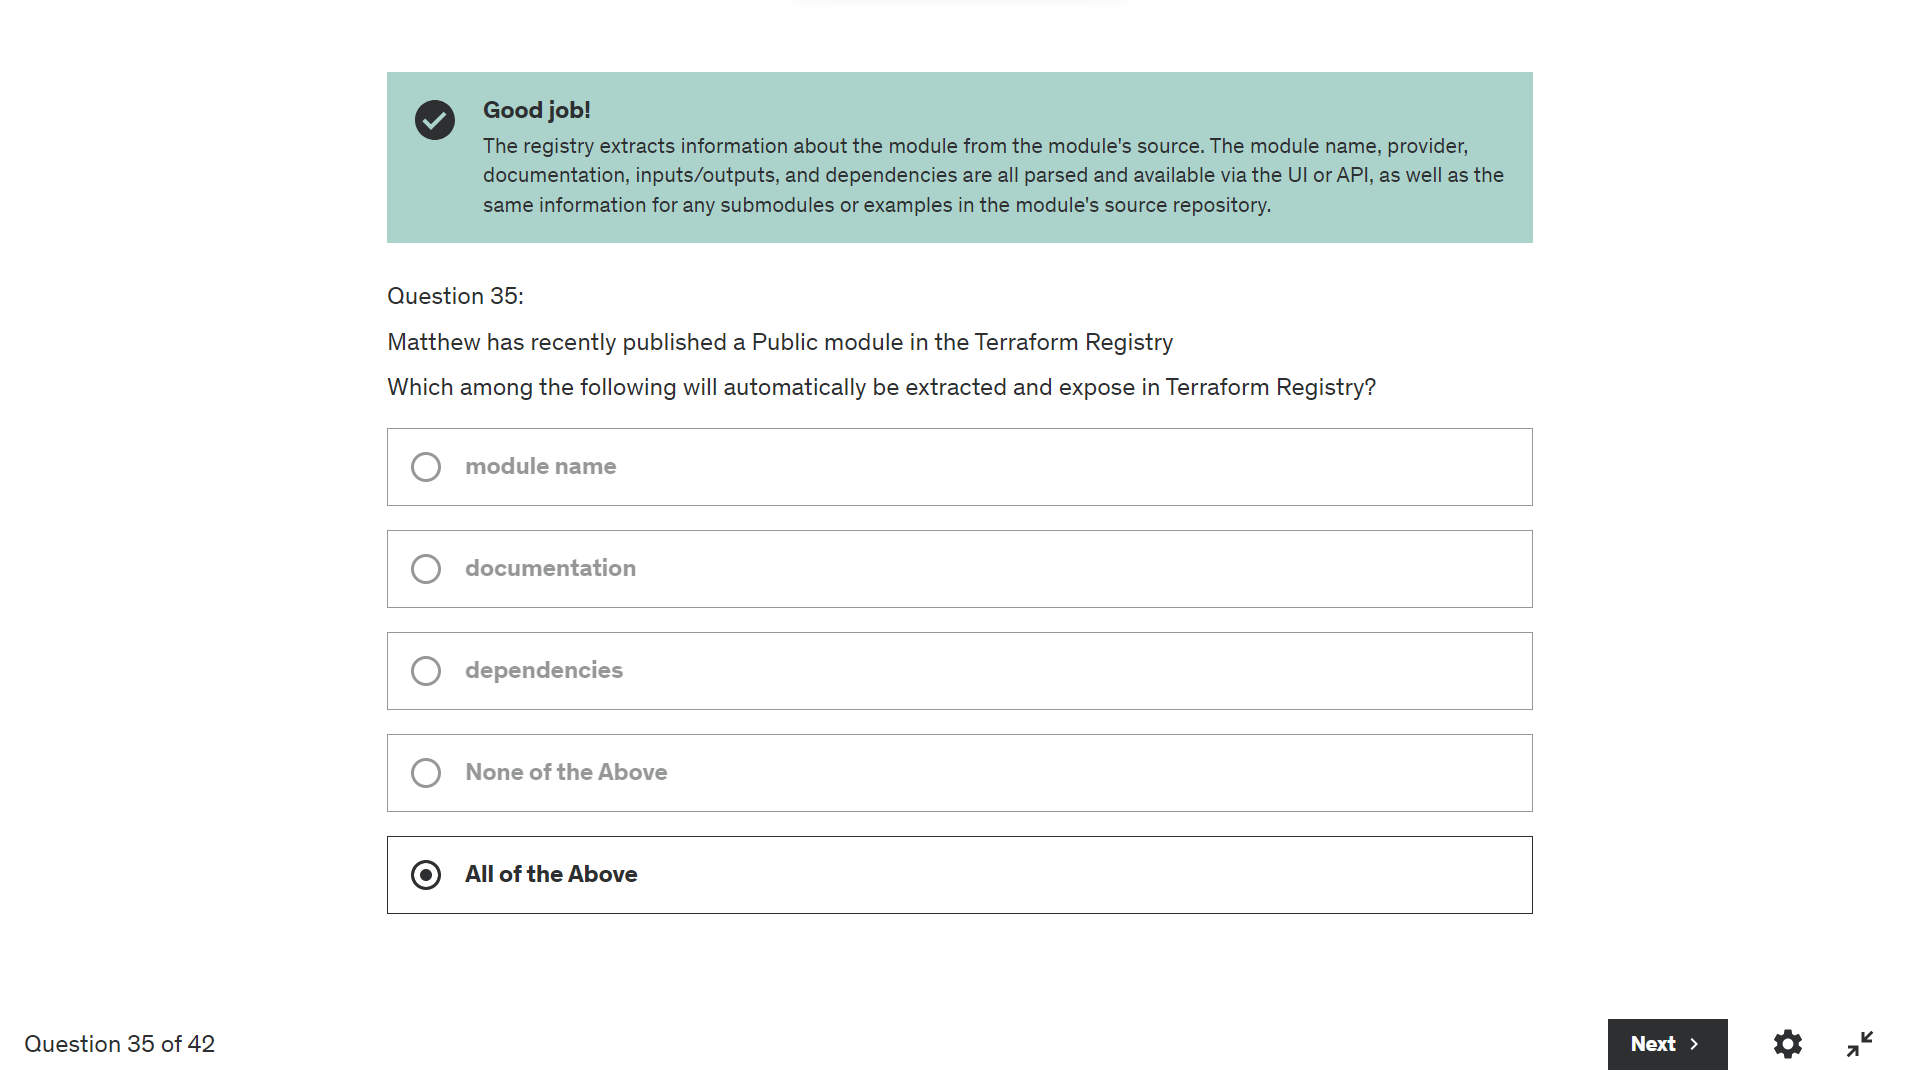 Good job!
The registry extracts information about the module from the module's source. The module name, provider,
documentation, inputs/outputs, and dependencies are all parsed and available via the UI or API, as well as the
same information for any submodules or examples in the module's source repository.
Question 35:
Matthew has recently published a Public module in the Terraform Registry
Which among the following will automatically be extracted and expose in Terraform Registry?
module name
documentation
dependencies
None of the Above
All of the Above
Question 35 of 42
Next